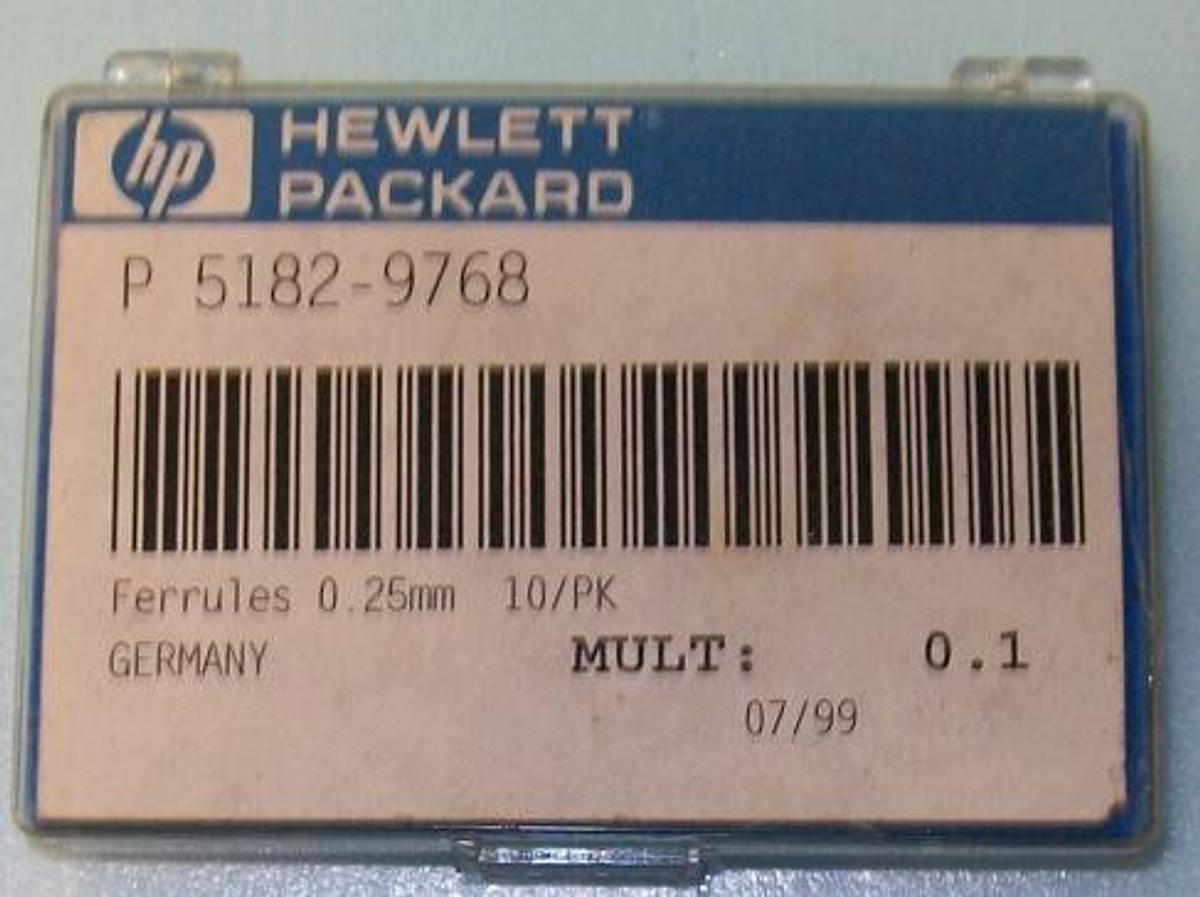 hp HEWLETT
PACKARD
P 5182-9768
Ferrules 0.25mm 10/PK
GERMANY MULT: 0.1
07/99